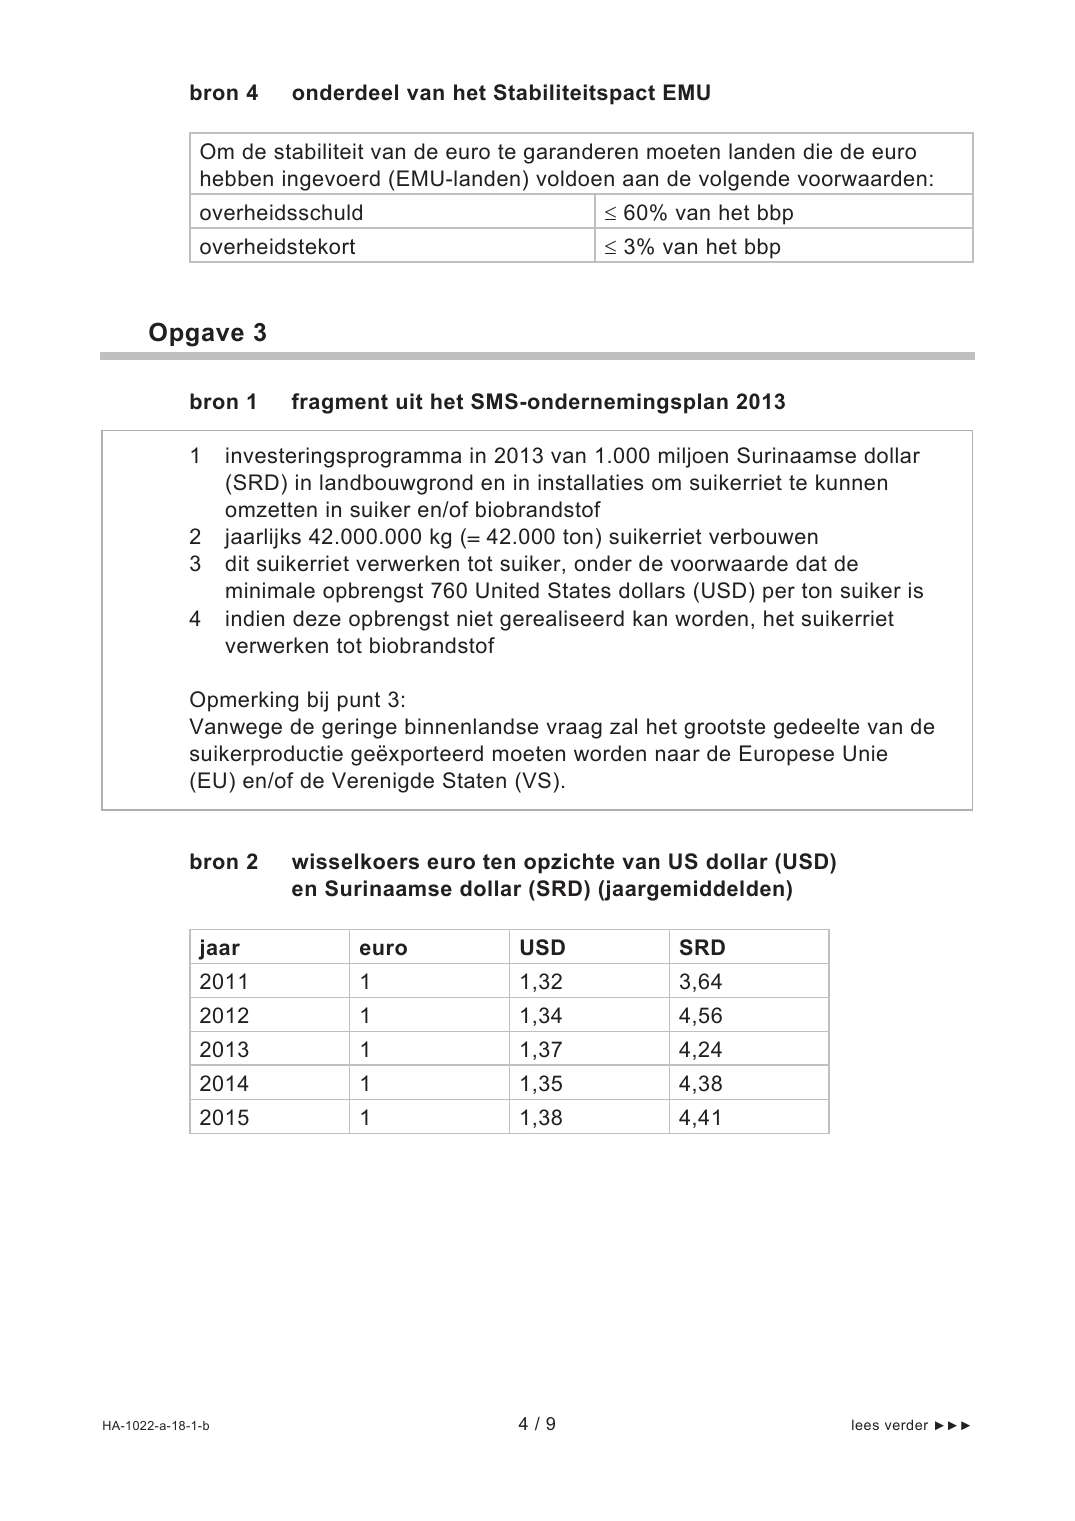 bron 4 onderdeel van het Stabiliteitspact EMU
Om de stabiliteit van de euro te garanderen moeten landen die de euro
hebben ingevoerd (EMU-landen) voldoen aan de volgende voorwaarden:
overheidsschuld ≤ 60% van het bbp
overheidstekort ≤ 3% van het bbp
Opgave 3
bron 1 fragment uit het SMS-ondernemingsplan 2013
1 investeringsprogramma in 2013 van 1.000 miljoen Surinaamse dollar
(SRD) in landbouwgrond en in installaties om suikerriet te kunnen
omzetten in suiker en/of biobrandstof
2 jaarlijks 42.000.000 kg (= 42.000 ton) suikerriet verbouwen
3 dit suikerriet verwerken tot suiker, onder de voorwaarde dat de
minimale opbrengst 760 United States dollars (USD) per ton suiker is
4 indien deze opbrengst niet gerealiseerd kan worden, het suikerriet
verwerken tot biobrandstof
Opmerking bij punt 3:
Vanwege de geringe binnenlandse vraag zal het grootste gedeelte van de
suikerproductie geëxporteerd moeten worden naar de Europese Unie
(EU) en/of de Verenigde Staten (VS).
bron 2 wisselkoers euro ten opzichte van US dollar (USD)
en Surinaamse dollar (SRD) (jaargemiddelden)
jaar euro USD SRD
2011 1 1,32 3,64
2012 1 1,34 4,56
2013 1 1,37 4,24
2014 1 1,35 4,38
2015 1 1,38 4,41
HA-1022-a-18-1-b 4 / 9 lees verder ►►►